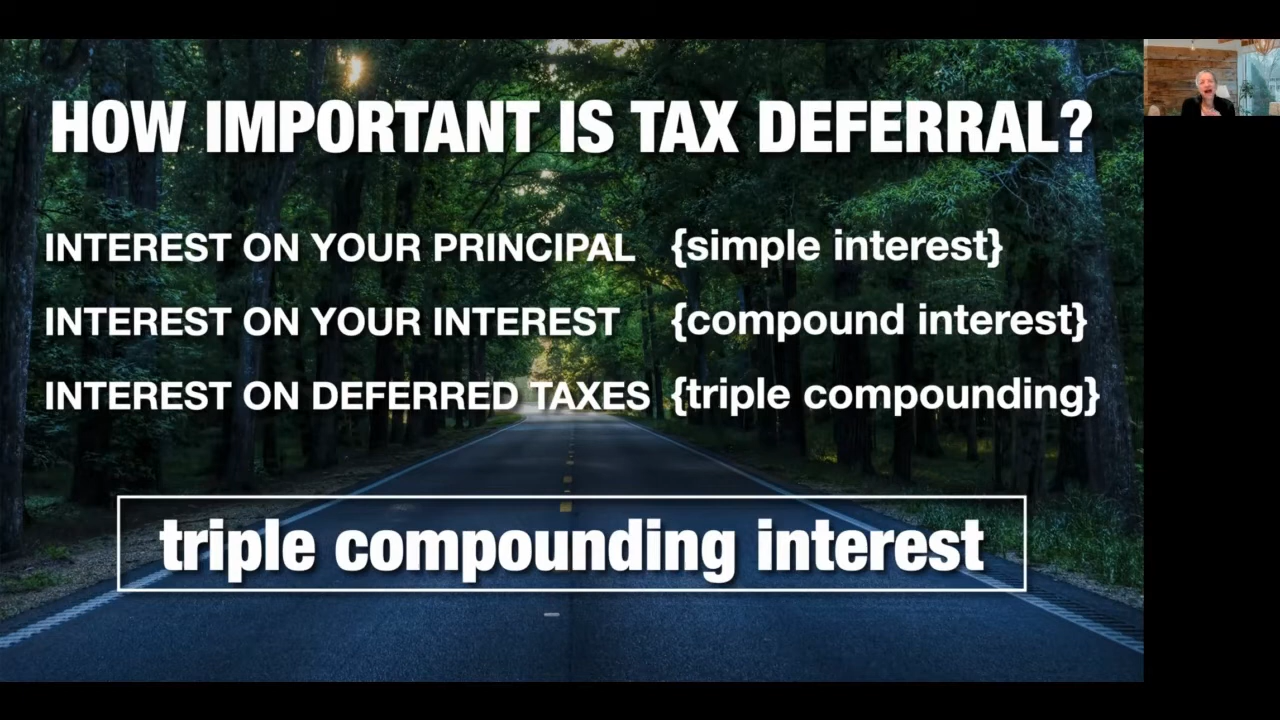 HOW IMPORTANT IS TAX DEFERRAL?
INTEREST ON YOUR PRINCIPAL {simple interest}
INTEREST ON YOUR INTEREST {compound interest}
INTEREST ON DEFERRED TAXES {triple compounding}
triple compounding interest